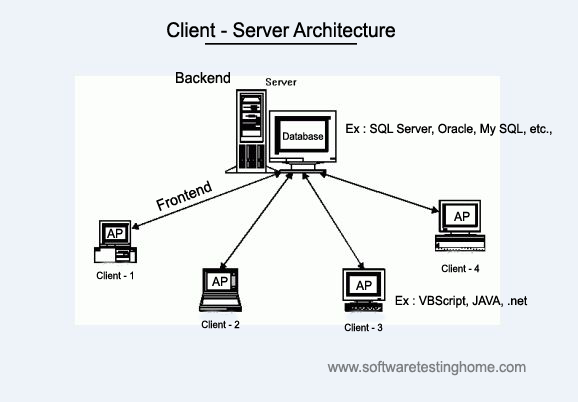 Client - Server Architecture
Backend
Server
Database
Ex : SQL Server, Oracle, My SQL, etc.,
Frontend
AP
Client - 1
AP
Client - 2
AP
Client - 3
AP
Client - 4
Ex : VBScript, JAVA, .net
www.softwaretestinghome.com